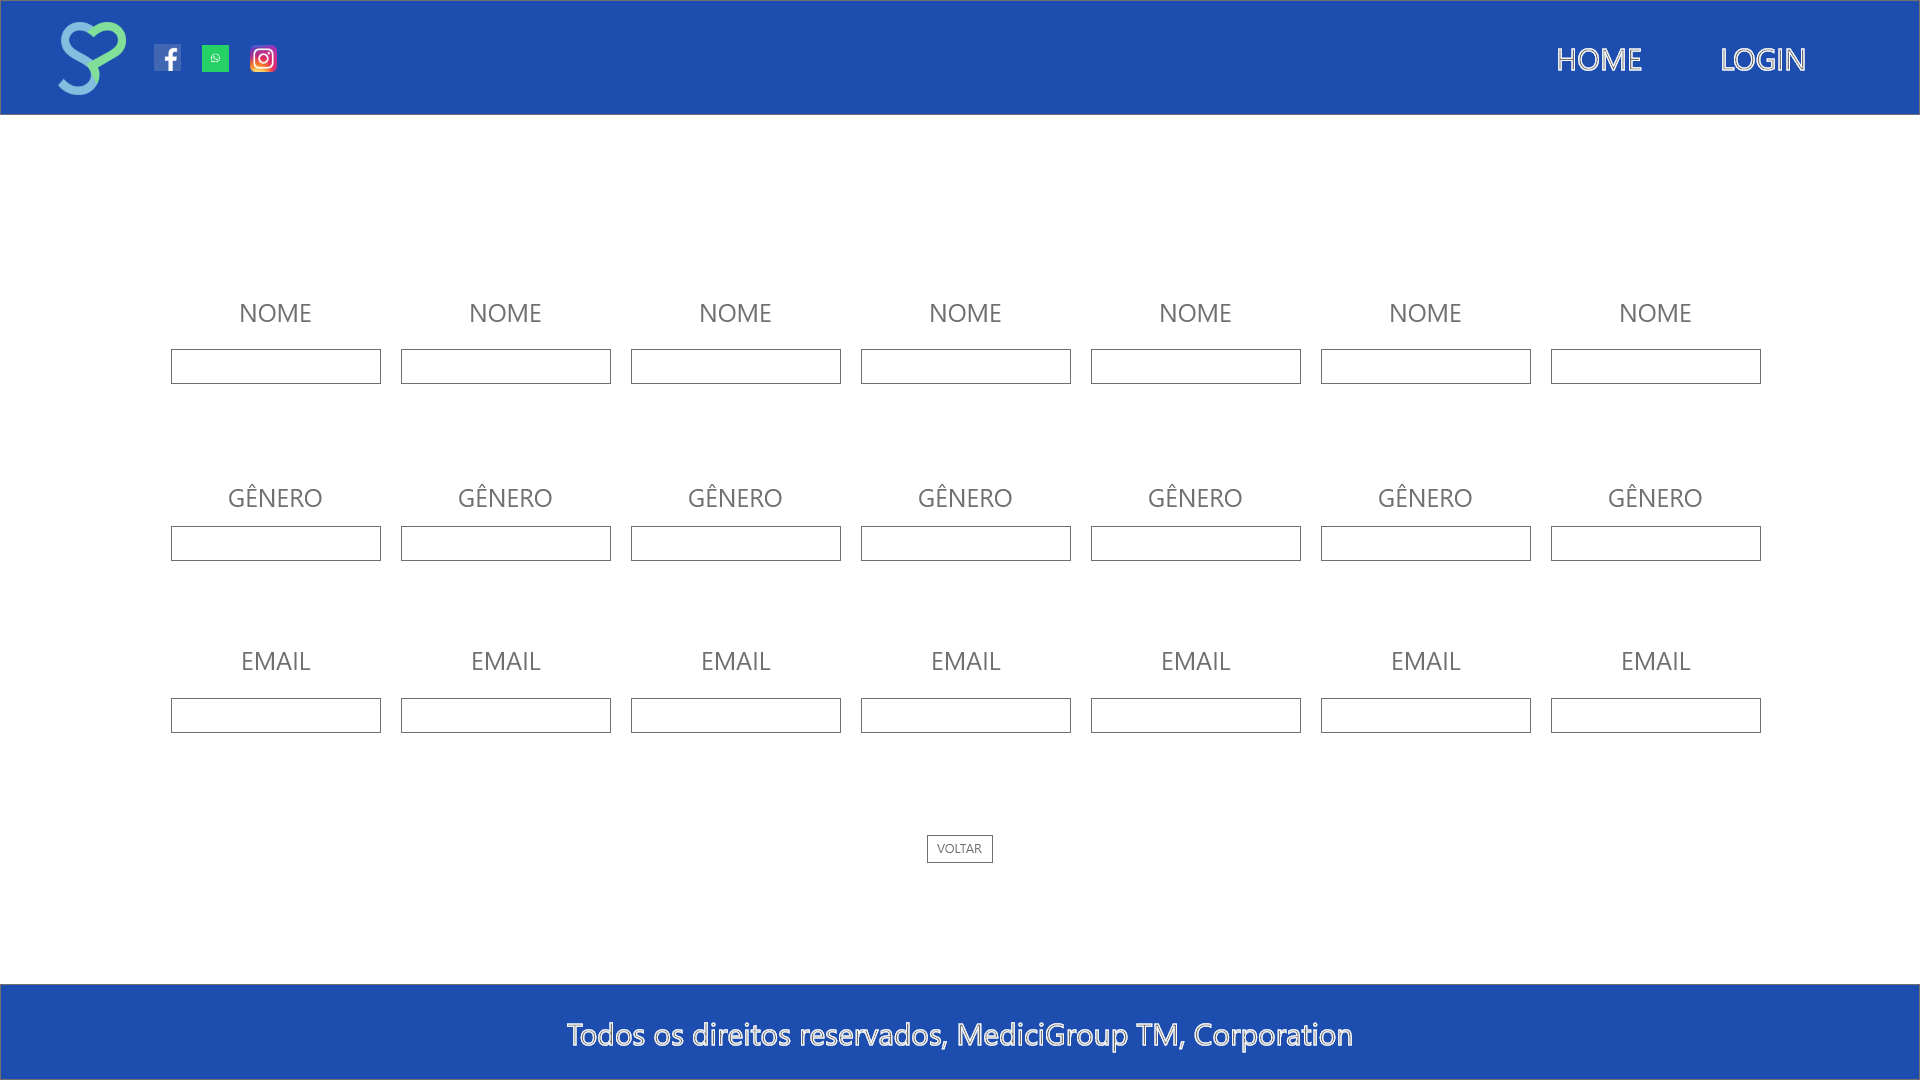 HOME LOGIN
NOME NOME NOME NOME NOME NOME NOME
GÊNERO GÊNERO GÊNERO GÊNERO GÊNERO GÊNERO GÊNERO
EMAIL EMAIL EMAIL EMAIL EMAIL EMAIL EMAIL
VOLTAR
Todos os direitos reservados, MediciGroup TM, Corporation